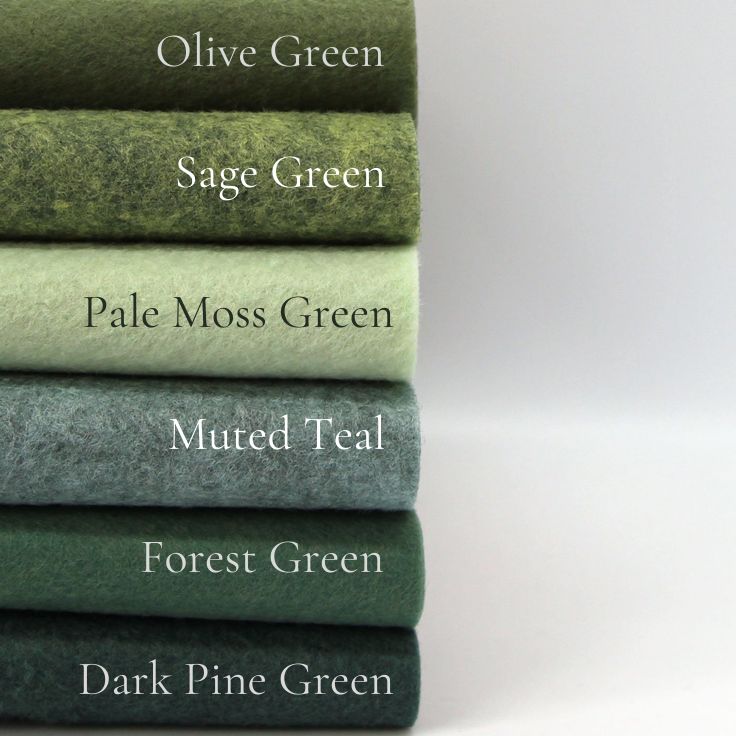 Olive Green
Sage Green
Pale Moss Green
Muted Teal
Forest Green
Dark Pine Green